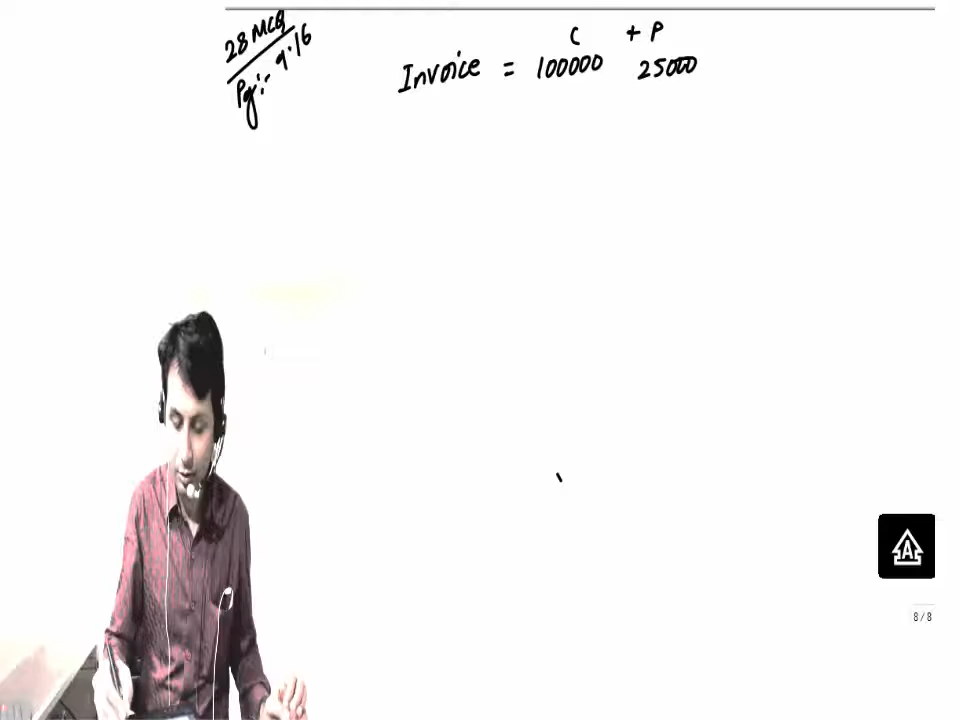 28 MCQ
Pg:- 9.16
C + P
Invoice = 100000 25000
A
8/8